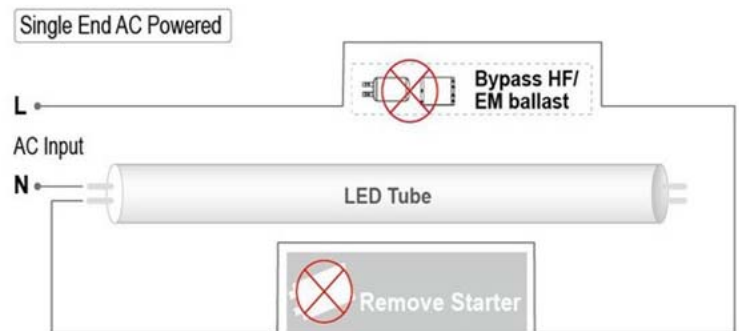 Single End AC Powered
Bypass HF/
EM ballast
L
AC Input
N
LED Tube
Remove Starter